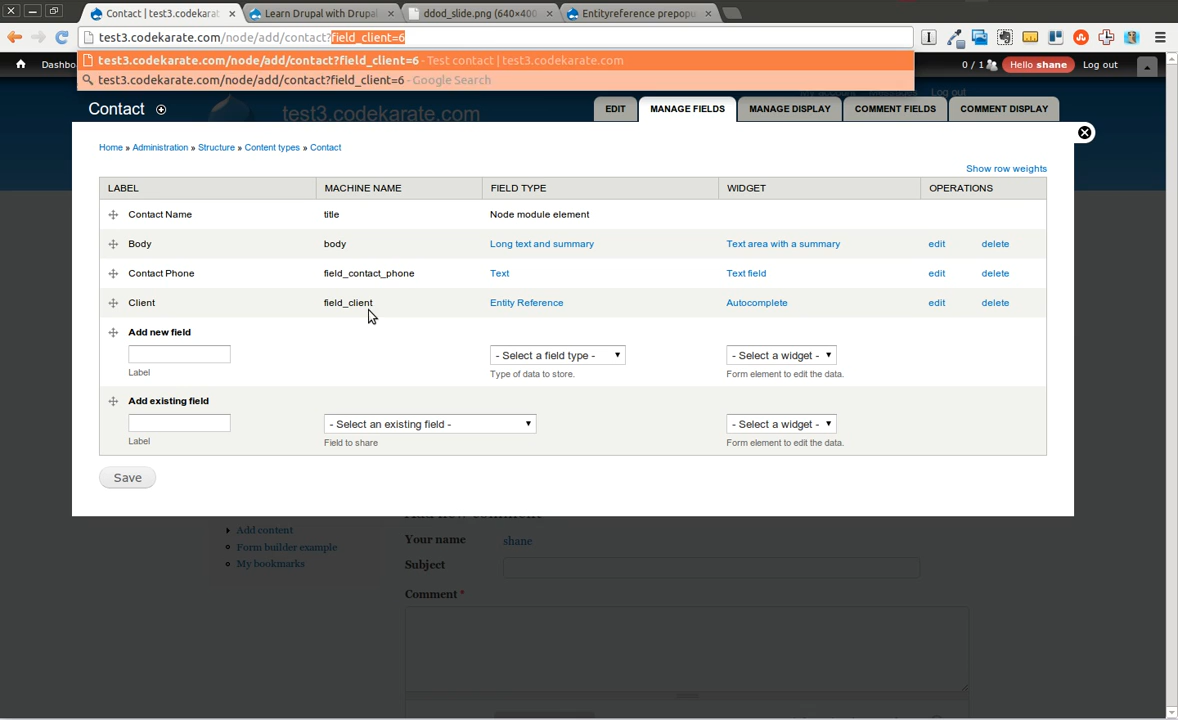 Contact | test3.codekarat
Learn Drupal with Drupal
ddod_slide.png (640×400
Entityreference prepopu
test3.codekarate.com/node/add/contact?field_client=6
test3.codekarate.com/node/add/contact?field_client=6 - Test contact | test3.codekarate.com
test3.codekarate.com/node/add/contact?field_client=6 - Google Search
Dashbo
0 / 1
Hello shane
Log out
Log out
Contact
test3.codekarate.com
EDIT
MANAGE FIELDS
MANAGE DISPLAY
COMMENT FIELDS
COMMENT DISPLAY
Home » Administration » Structure » Content types » Contact
Show row weights
LABEL MACHINE NAME FIELD TYPE WIDGET OPERATIONS
Contact Name title Node module element
Body body Long text and summary Text area with a summary edit delete
Contact Phone field_contact_phone Text Text field edit delete
Client field_client Entity Reference Autocomplete edit delete
Add new field
- Select a field type - - Select a widget -
Label Type of data to store. Form element to edit the data.
Add existing field
- Select an existing field - - Select a widget -
Label Field to share Form element to edit the data.
Save
Add content
Form builder example
My bookmarks
Your name shane
Subject
Comment *